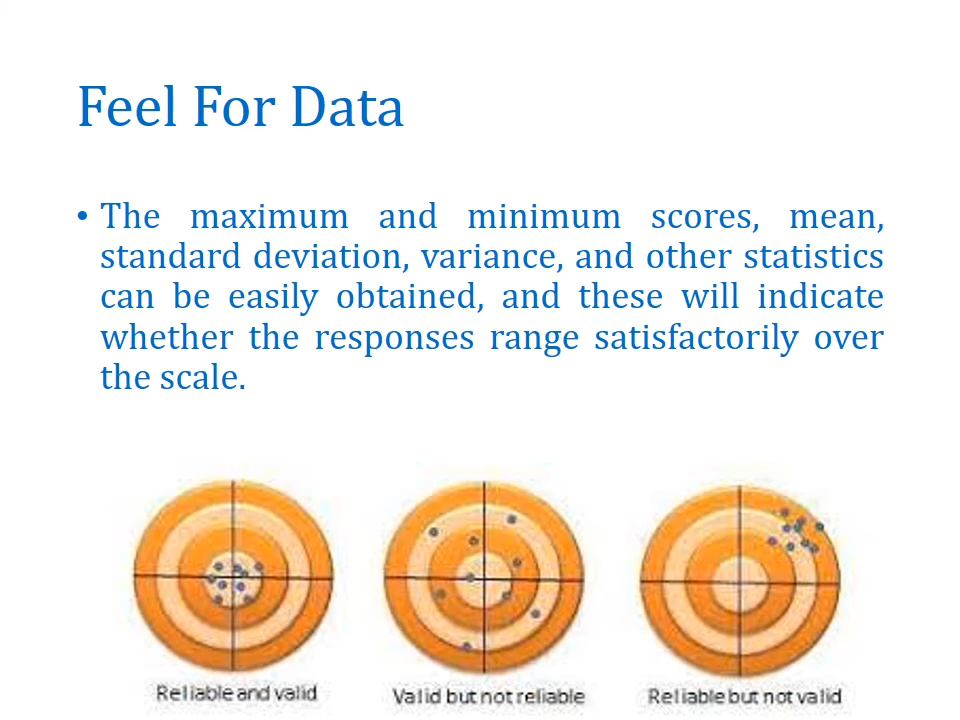 Feel For Data
• The maximum and minimum scores, mean,
standard deviation, variance, and other statistics
can be easily obtained, and these will indicate
whether the responses range satisfactorily over
the scale.
Reliable and valid
Valid but not reliable
Reliable but not valid